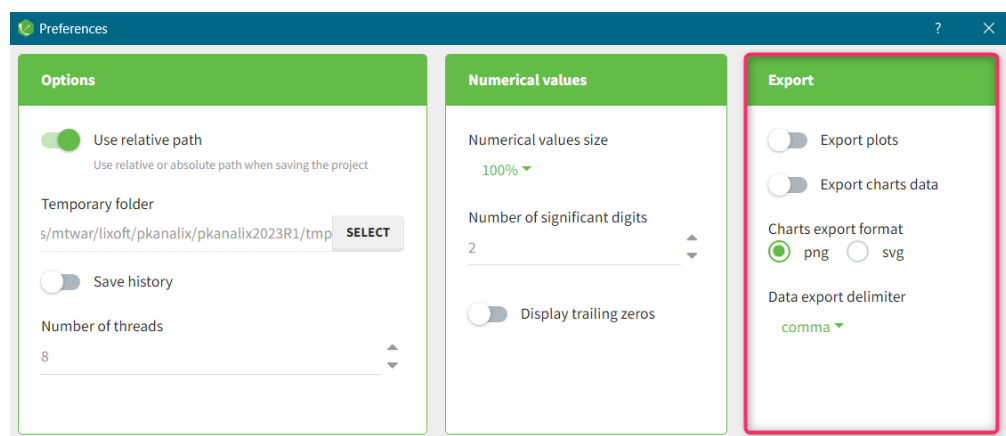 Preferences
?
Options
Use relative path
Use relative or absolute path when saving the project
Temporary folder
s/mtwar/lixoft/pkanalix/pkanalix2023R1/tmp SELECT
Save history
Number of threads
8
Numerical values
Numerical values size
100%
Number of significant digits
2
Display trailing zeros
Export
Export plots
Export charts data
Charts export format
png svg
Data export delimiter
comma